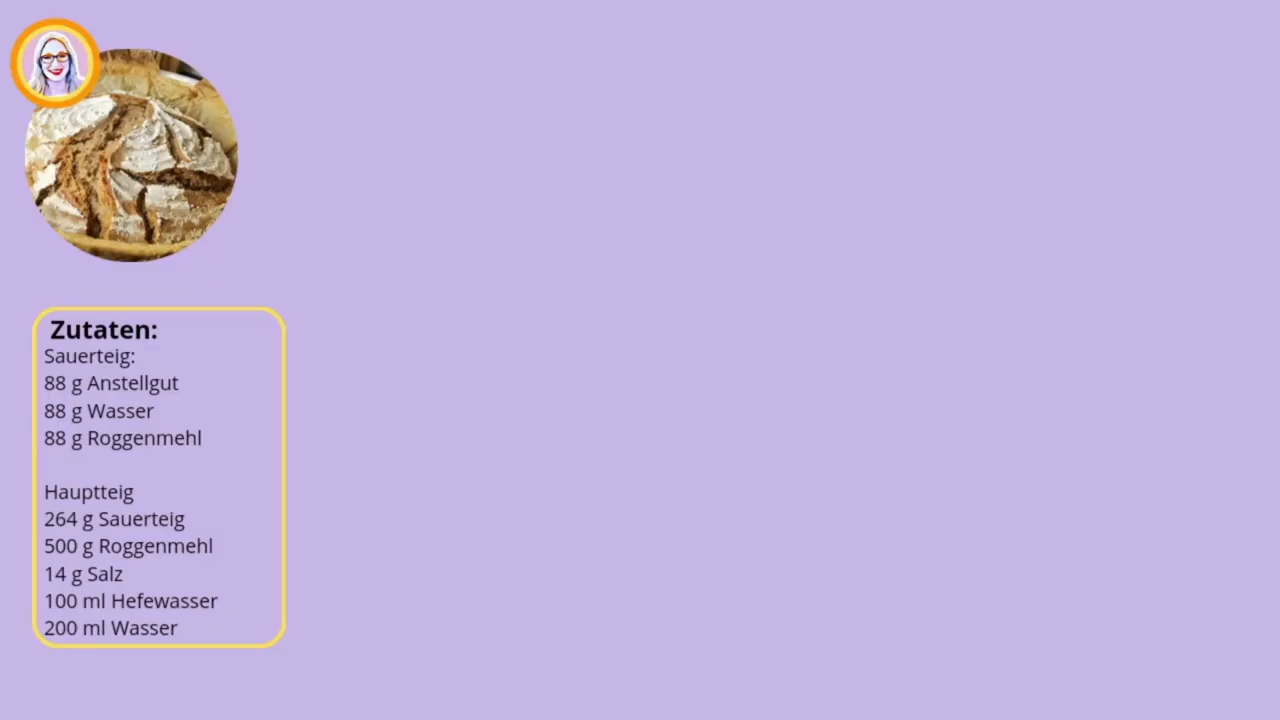 Zutaten:
Sauerteig:
88 g Anstellgut
88 g Wasser
88 g Roggenmehl
Hauptteig
264 g Sauerteig
500 g Roggenmehl
14 g Salz
100 ml Hefewasser
200 ml Wasser